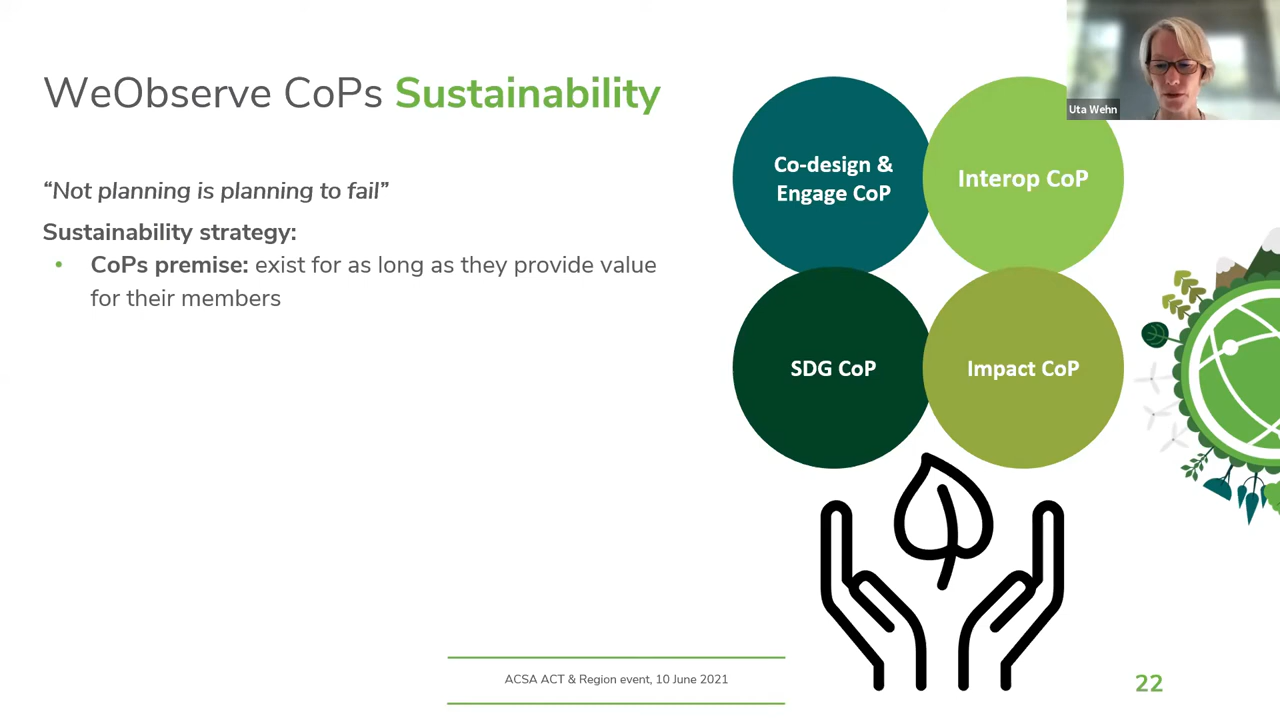 WeObserve CoPs Sustainability
“Not planning is planning to fail”
Sustainability strategy:
• CoPs premise: exist for as long as they provide value
for their members
Co-design &
Engage CoP
Interop CoP
SDG CoP
Impact CoP
Uta Wehn
ACSA ACT & Region event, 10 June 2021
22